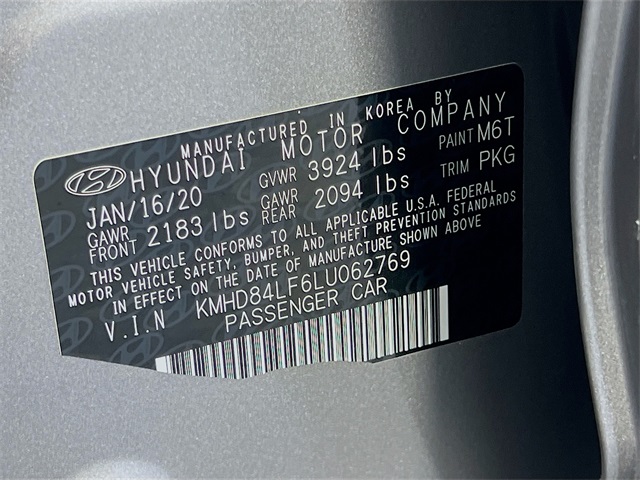 MANUFACTURED IN KOREA BY
HYUNDAI MOTOR COMPANY
JAN/16/20 GVWR 3924 lbs PAINT M6T
GAWR FRONT 2183 lbs GAWR REAR 2094 lbs TRIM PKG
THIS VEHICLE CONFORMS TO ALL APPLICABLE U.S.A. FEDERAL
MOTOR VEHICLE SAFETY, BUMPER, AND THEFT PREVENTION STANDARDS
IN EFFECT ON THE DATE OF MANUFACTURE SHOWN ABOVE
V.I.N KMHD84LF6LU062769
PASSENGER CAR